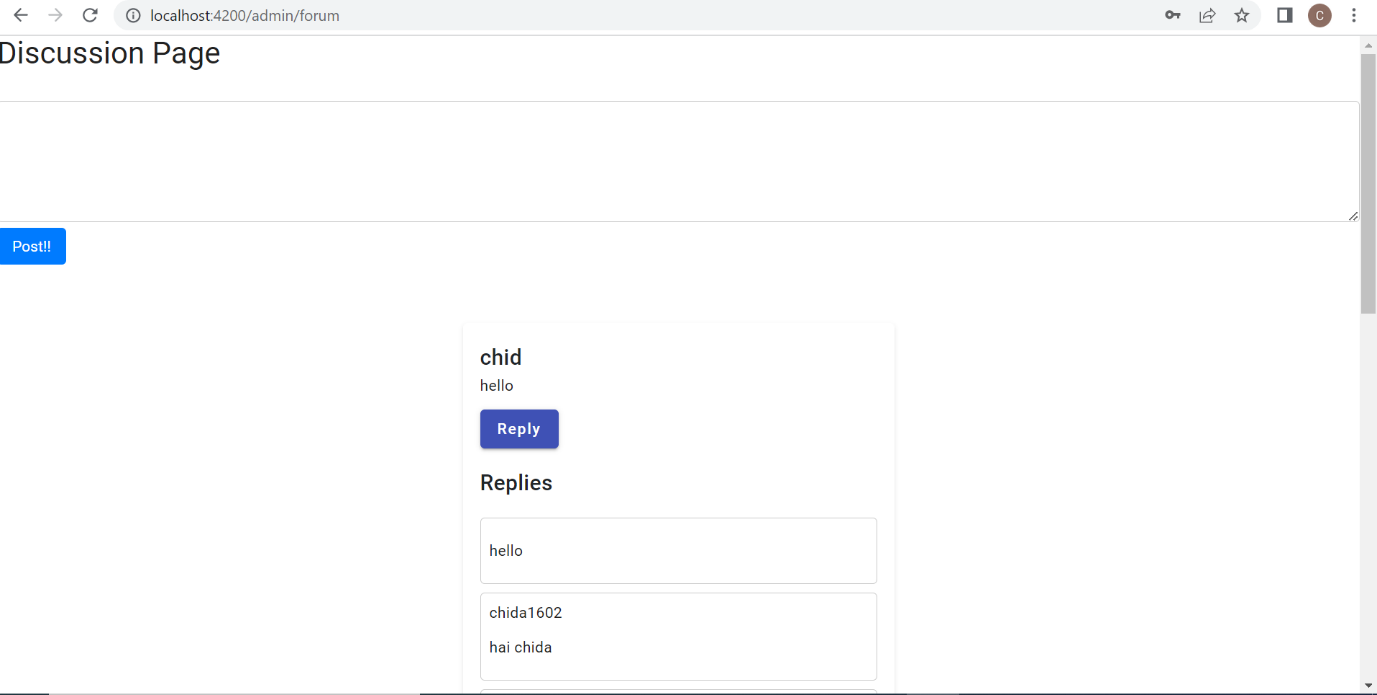 localhost:4200/admin/forum
C
Discussion Page
Post!!
chid
hello
Reply
Replies
hello
chida1602
hai chida